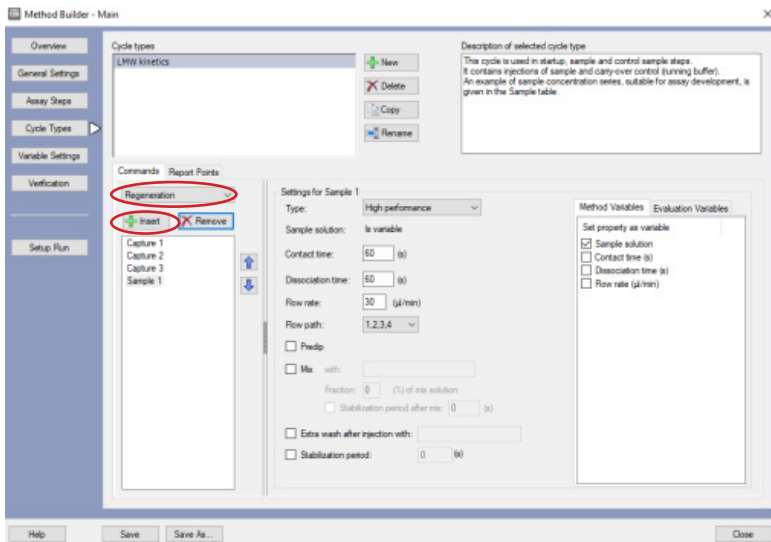 Method Builder - Main
Overview
General Settings
Assay Steps
Cycle Types
Variable Settings
Verification
Setup Run
Cycle types
LMW kinetics
New
Delete
Copy
Rename
Description of selected cycle type
This cycle is used in startup, sample and control sample steps.
It contains injections of sample and carry-over control (running buffer).
An example of sample concentration series, suitable for assay development, is
given in the Sample table.
Commands Report Points
Regeneration
Insert Remove
Capture 1
Capture 2
Capture 3
Sample 1
Settings for Sample 1
Type: High performance
Sample solution: Is variable
Contact time: 60 (s)
Dissociation time: 60 (s)
Flow rate: 30 (µl/min)
Flow path: 1,2,3,4
Predip
Mix with:
Fraction: 0 (%) of mix solution
Stabilization period after mix: 0 (s)
Extra wash after injection with:
Stabilization period: 0 (s)
Method Variables Evaluation Variables
Set property as variable
Sample solution
Contact time (s)
Dissociation time (s)
Flow rate (µl/min)
Help Save Save As... Close